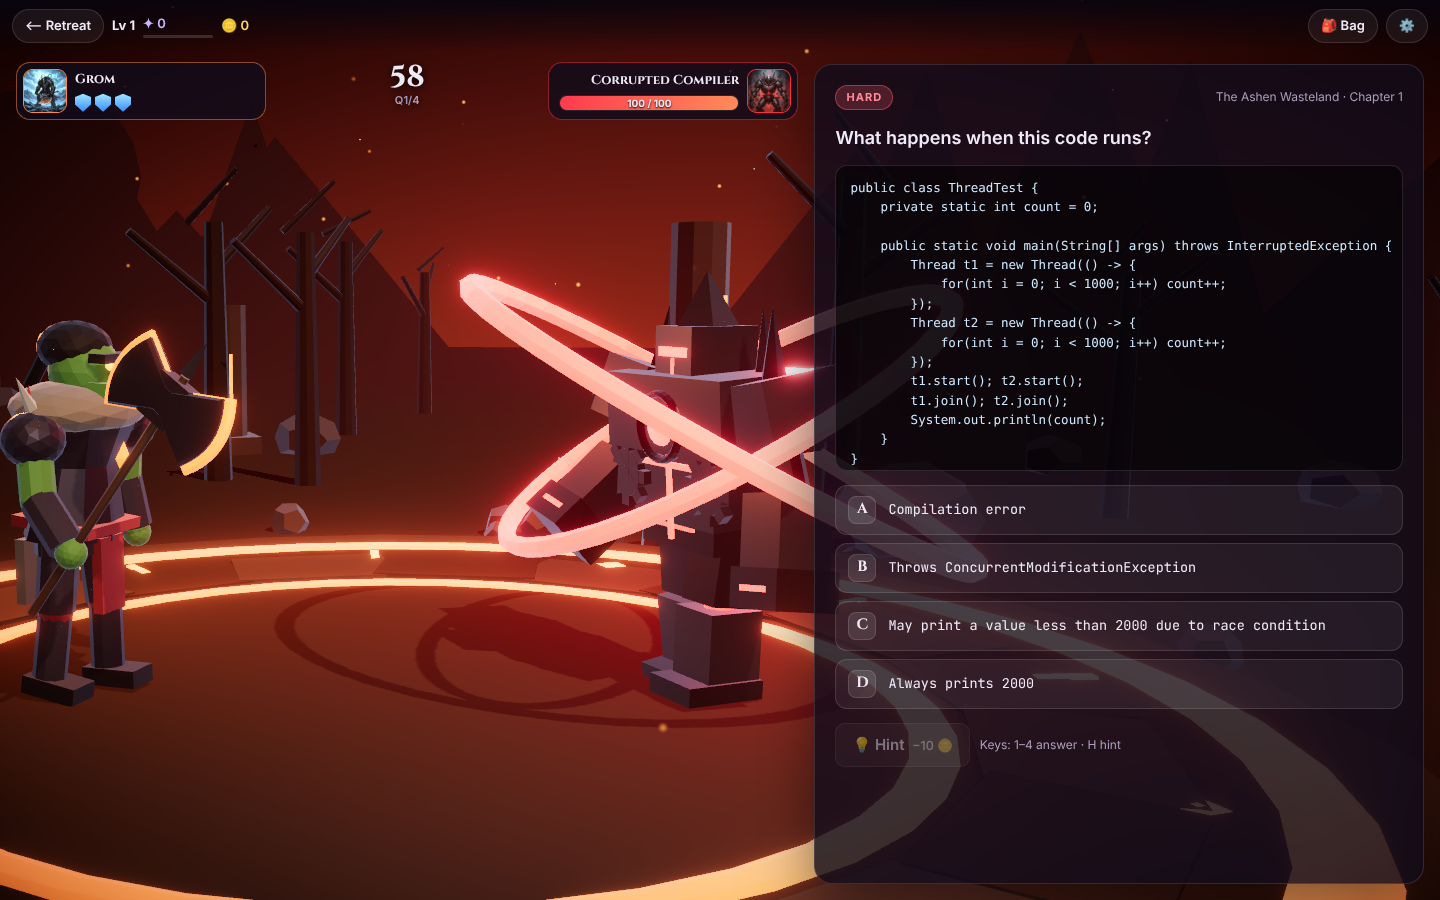 ← Retreat
Lv 1
✦ 0
0
Bag
GROM
58
Q1/4
CORRUPTED COMPILER
100 / 100
HARD
The Ashen Wasteland · Chapter 1
What happens when this code runs?
public class ThreadTest {
    private static int count = 0;

    public static void main(String[] args) throws InterruptedException {
        Thread t1 = new Thread(() -> {
            for(int i = 0; i < 1000; i++) count++;
        });
        Thread t2 = new Thread(() -> {
            for(int i = 0; i < 1000; i++) count++;
        });
        t1.start(); t2.start();
        t1.join(); t2.join();
        System.out.println(count);
    }
}
A Compilation error
B Throws ConcurrentModificationException
C May print a value less than 2000 due to race condition
D Always prints 2000
Hint −10
Keys: 1–4 answer · H hint